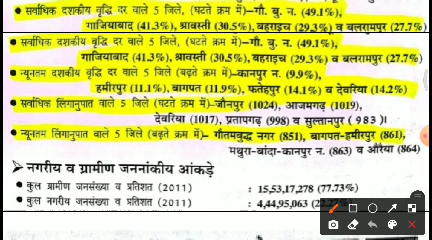 ● सर्वाधिक दशकीय वृद्धि दर वाले 5 जिले, (घटते क्रम में)–गौ. बु. न. (49.1%),
गाजियाबाद (41.3%), श्रावस्ती (30.5%), बहराइच (29.3%) व बलरामपुर (27.7%)
● सर्वाधिक दशकीय वृद्धि दर वाले 5 जिले, (घटते क्रम में)–गौ. बु. न. (49.1%),
गाजियाबाद (41.3%), श्रावस्ती (30.5%), बहराइच (29.3%) व बलरामपुर (27.7%)
● न्यूनतम दशकीय वृद्धि दर वाले 5 जिले (बढ़ते क्रम में)–कानपुर न. (9.9%),
हमीरपुर (11.1%), बागपत (11.9%), फतेहपुर (14.1%) व देवरिया (14.2%)
● सर्वाधिक लिंगानुपात वाले 5 जिले (घटते क्रम में)–जौनपुर (1024), आजमगढ़ (1019),
देवरिया (1017), प्रतापगढ़ (998) व सुल्तानपुर (983)।
● न्यूनतम लिंगानुपात वाले 5 जिले (बढ़ते क्रम में)– गौतमबुद्ध नगर (851), बागपत-हमीरपुर (861),
मथुरा-बांदा-कानपुर न. (863) व औरैया (864)
नगरीय व ग्रामीण जननांकीय आंकड़े
● कुल ग्रामीण जनसंख्या व प्रतिशत (2011) : 15,53,17,278 (77.73%)
● कुल नगरीय जनसंख्या व प्रतिशत (2011) : 4,44,95,063